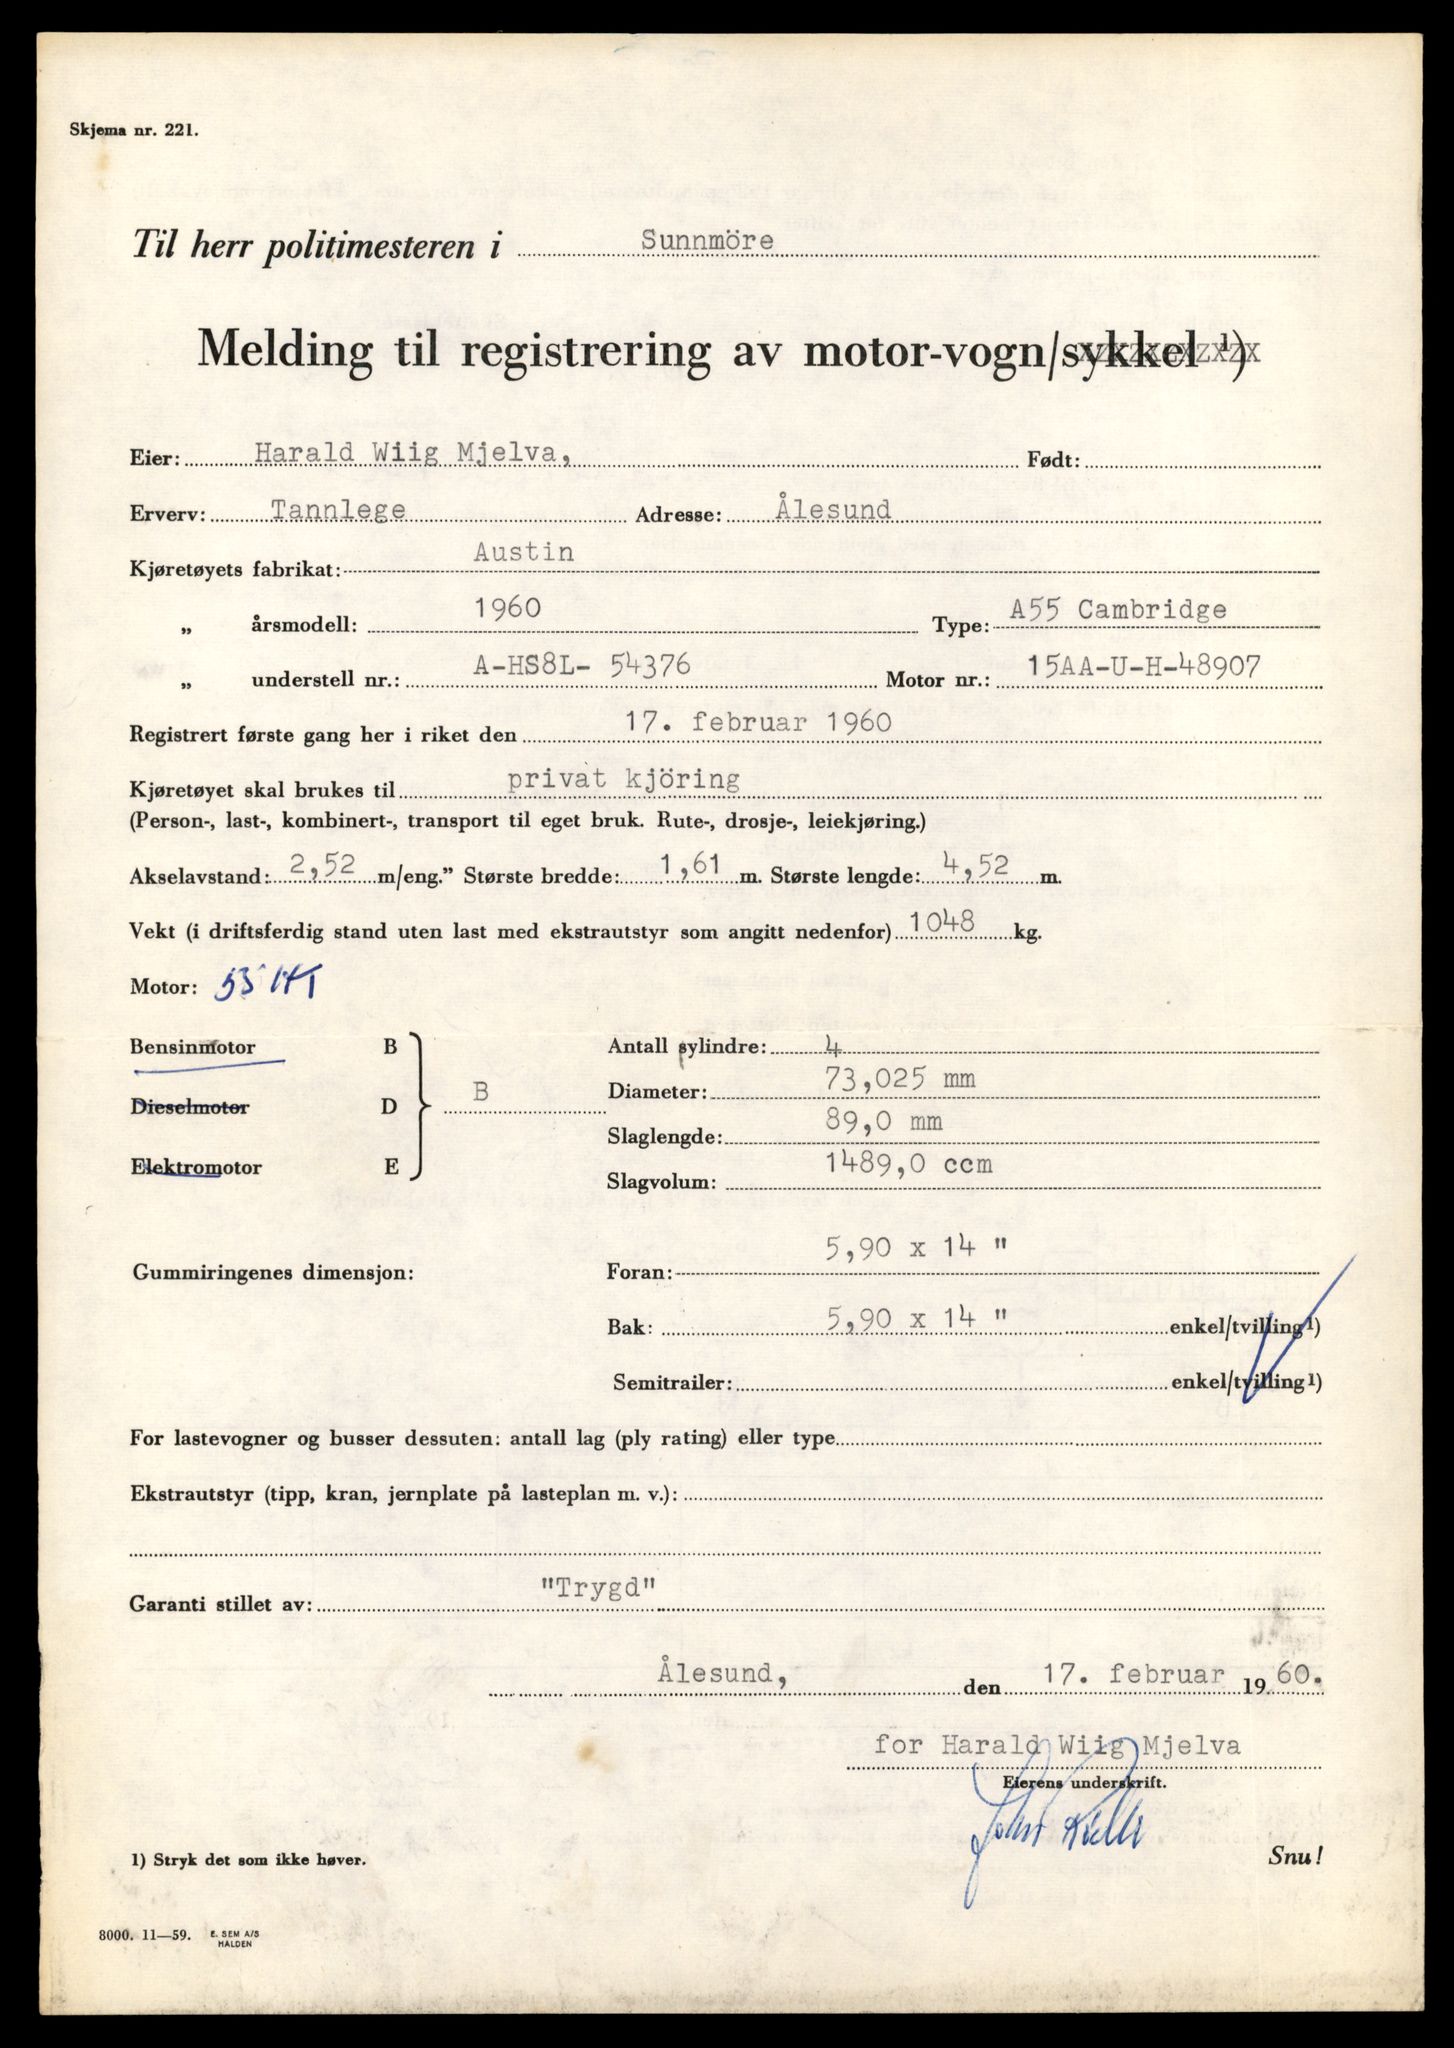 Skjema nr. 221.
Til herr politimesteren i Sunnmöre
Melding til registrering av motor-vogn/sykkel ¹)
Eier: Harald Wiig Mjelva, Født:
Erverv: Tannlege Adresse: Ålesund
Kjøretøyets fabrikat: Austin
„ årsmodell: 1960 Type: A55 Cambridge
„ understell nr.: A-HS8L- 54376 Motor nr.: 15AA-U-H-48907
Registrert første gang her i riket den 17. februar 1960
Kjøretøyet skal brukes til privat kjöring
(Person-, last-, kombinert-, transport til eget bruk. Rute-, drosje-, leiekjøring.)
Akselavstand: 2,52 m/eng.” Største bredde: 1,61 m. Største lengde: 4,52 m.
Vekt (i driftsferdig stand uten last med ekstrautstyr som angitt nedenfor) 1048 kg.
Motor: 55 HK
Bensinmotor B Antall sylindre: 4
Diameter: 73,025 mm
Dieselmotor D B
Slaglengde: 89,0 mm
Elektromotor E Slagvolum: 1489,0 ccm
Gummiringenes dimensjon: Foran: 5,90 x 14 "
Bak: 5,90 x 14 " enkel/tvilling¹)
Semitrailer: enkel/tvilling¹)
For lastevogner og busser dessuten: antall lag (ply rating) eller type
Ekstrautstyr (tipp, kran, jernplate på lasteplan m. v.):
Garanti stillet av: "Trygd"
Ålesund, den 17. februar 1960.
for Harald Wiig Mjelva
Eierens underskrift.
1) Stryk det som ikke høver. Snu!
8000. 11—59. E. SEM A/S
HALDEN